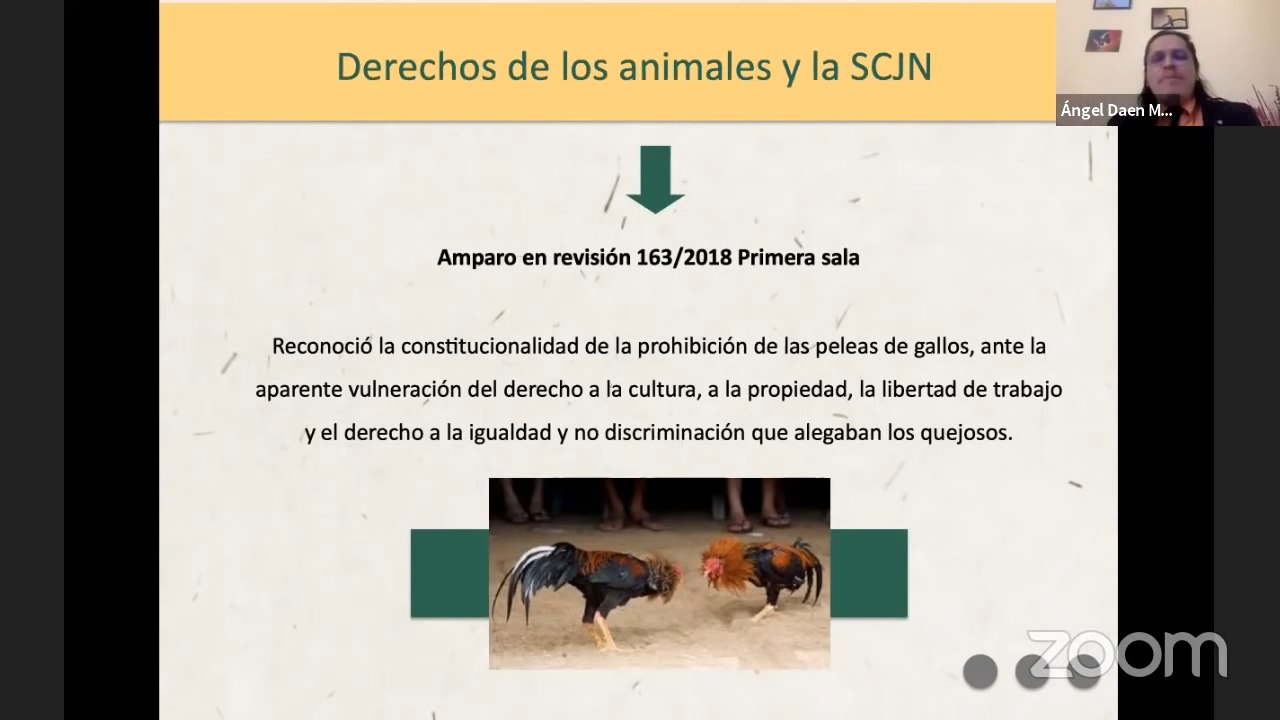 Derechos de los animales y la SCJN
Ángel Daen M...
Amparo en revisión 163/2018 Primera sala
Reconoció la constitucionalidad de la prohibición de las peleas de gallos, ante la
aparente vulneración del derecho a la cultura, a la propiedad, la libertad de trabajo
y el derecho a la igualdad y no discriminación que alegaban los quejosos.
zoom